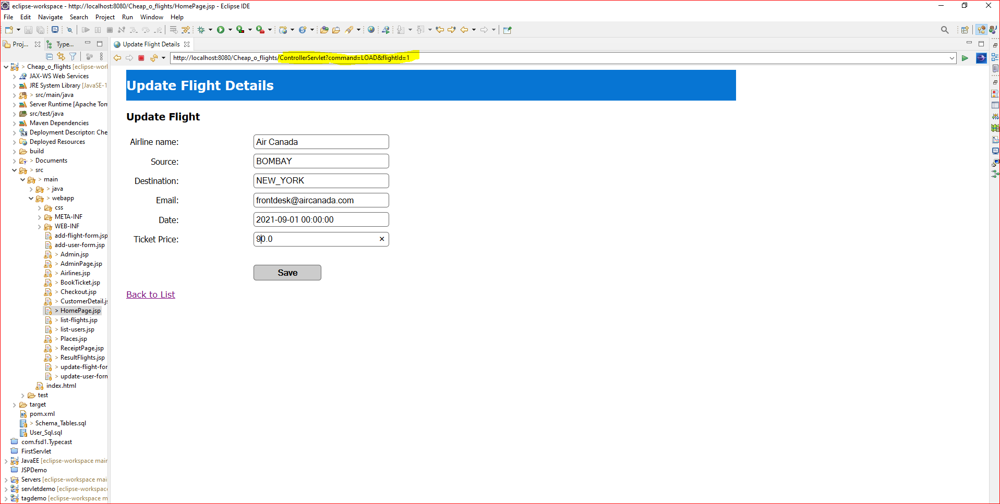 eclipse-workspace - http://localhost:8080/Cheap_o_flights/HomePage.jsp - Eclipse IDE
File Edit Navigate Search Project Run Window Help
Proj... Type...
Update Flight Details
http://localhost:8080/Cheap_o_flights/ControllerServlet?command=LOAD&flightId=1
> Cheap_o_flights [eclipse-worl
JAX-WS Web Services
JRE System Library [JavaSE-1
> src/main/java
Server Runtime [Apache Tom
src/test/java
Maven Dependencies
Deployment Descriptor: Che
Deployed Resources
build
> Documents
> src
> main
> java
> webapp
css
META-INF
WEB-INF
add-flight-form.jsp
add-user-form.jsp
> Admin.jsp
> AdminPage.jsp
> Airlines.jsp
> BookTicket.jsp
> Checkout.jsp
> CustomerDetail.js
> HomePage.jsp
> list-flights.jsp
> list-users.jsp
> Places.jsp
> ReceiptPage.jsp
> ResultFlights.jsp
> update-flight-for
> update-user-form
index.html
test
target
pom.xml
> Schema_Tables.sql
User_Sql.sql
com.fsd1.Typecast
FirstServlet
JavaEE [eclipse-workspace main
JSPDemo
Servers [eclipse-workspace mai
servletdemo [eclipse-workspace
tagdemo [eclipse-workspace m
Update Flight Details
Update Flight
Airline name: Air Canada
Source: BOMBAY
Destination: NEW_YORK
Email: frontdesk@aircanada.com
Date: 2021-09-01 00:00:00
Ticket Price: 90.0
Save
Back to List